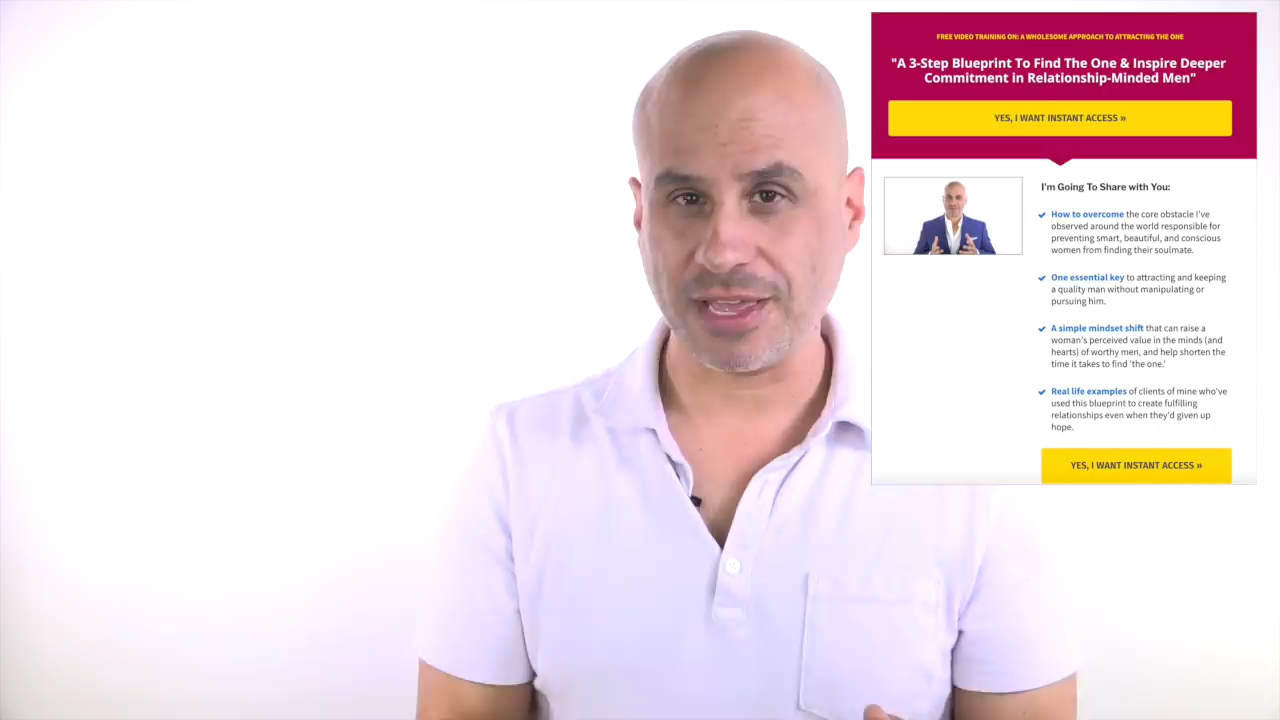 FREE VIDEO TRAINING ON: A WHOLESOME APPROACH TO ATTRACTING THE ONE
"A 3-Step Blueprint To Find The One & Inspire Deeper
Commitment in Relationship-Minded Men"
YES, I WANT INSTANT ACCESS »
I'm Going To Share with You:
How to overcome the core obstacle I've
observed around the world responsible for
preventing smart, beautiful, and conscious
women from finding their soulmate.
One essential key to attracting and keeping
a quality man without manipulating or
pursuing him.
A simple mindset shift that can raise a
woman's perceived value in the minds (and
hearts) of worthy men, and help shorten the
time it takes to find 'the one.'
Real life examples of clients of mine who've
used this blueprint to create fulfilling
relationships even when they'd given up
hope.
YES, I WANT INSTANT ACCESS »